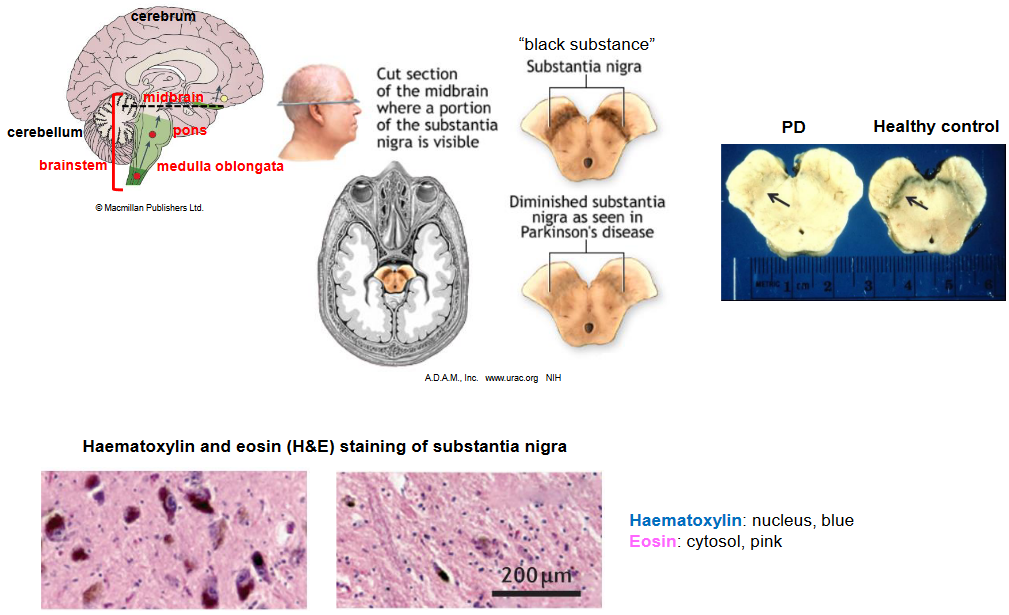 cerebrum
midbrain
cerebellum
pons
brainstem
medulla oblongata
© Macmillan Publishers Ltd.
Cut section
of the midbrain
where a portion
of the substantia
nigra is visible
“black substance”
Substantia nigra
Diminished substantia
nigra as seen in
Parkinson's disease
A.D.A.M., Inc. www.urac.org NIH
PD
Healthy control
METRIC 1 2 3 4 5 6
Haematoxylin and eosin (H&E) staining of substantia nigra
200μm
Haematoxylin: nucleus, blue
Eosin: cytosol, pink